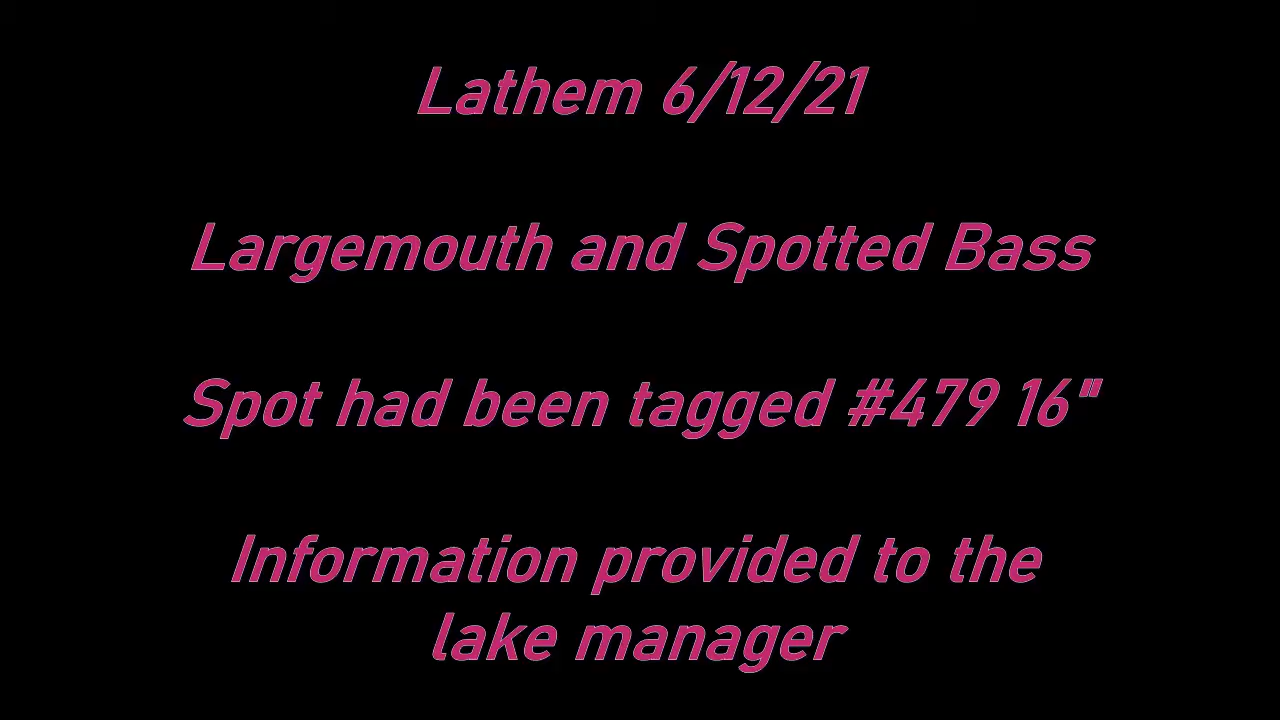 Lathem 6/12/21
Largemouth and Spotted Bass
Spot had been tagged #479 16"
Information provided to the
lake manager